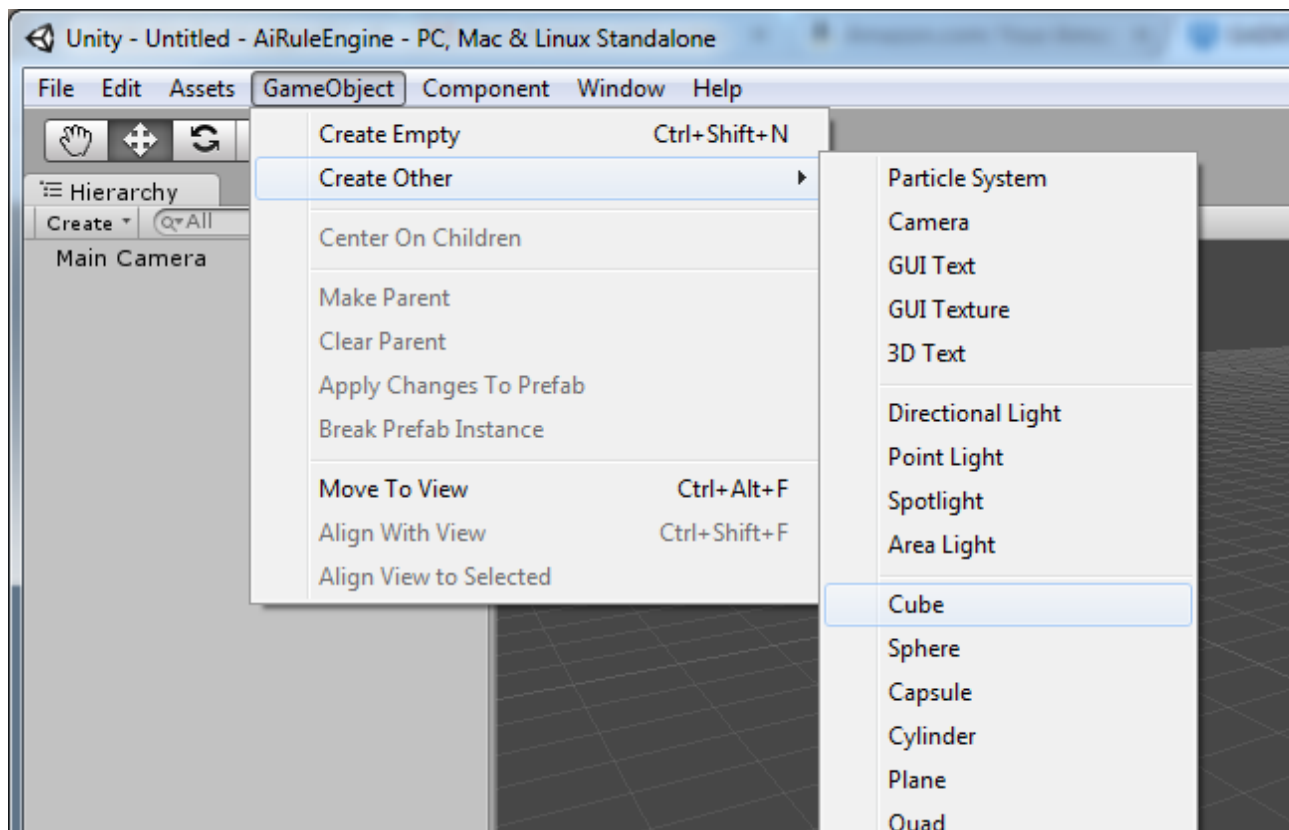 Unity - Untitled - AiRuleEngine - PC, Mac & Linux Standalone
File Edit Assets GameObject Component Window Help
Create Empty Ctrl+Shift+N
Create Other
Hierarchy
Create All
Main Camera
Center On Children
Make Parent
Clear Parent
Apply Changes To Prefab
Break Prefab Instance
Move To View Ctrl+Alt+F
Align With View Ctrl+Shift+F
Align View to Selected
Particle System
Camera
GUI Text
GUI Texture
3D Text
Directional Light
Point Light
Spotlight
Area Light
Cube
Sphere
Capsule
Cylinder
Plane
Quad